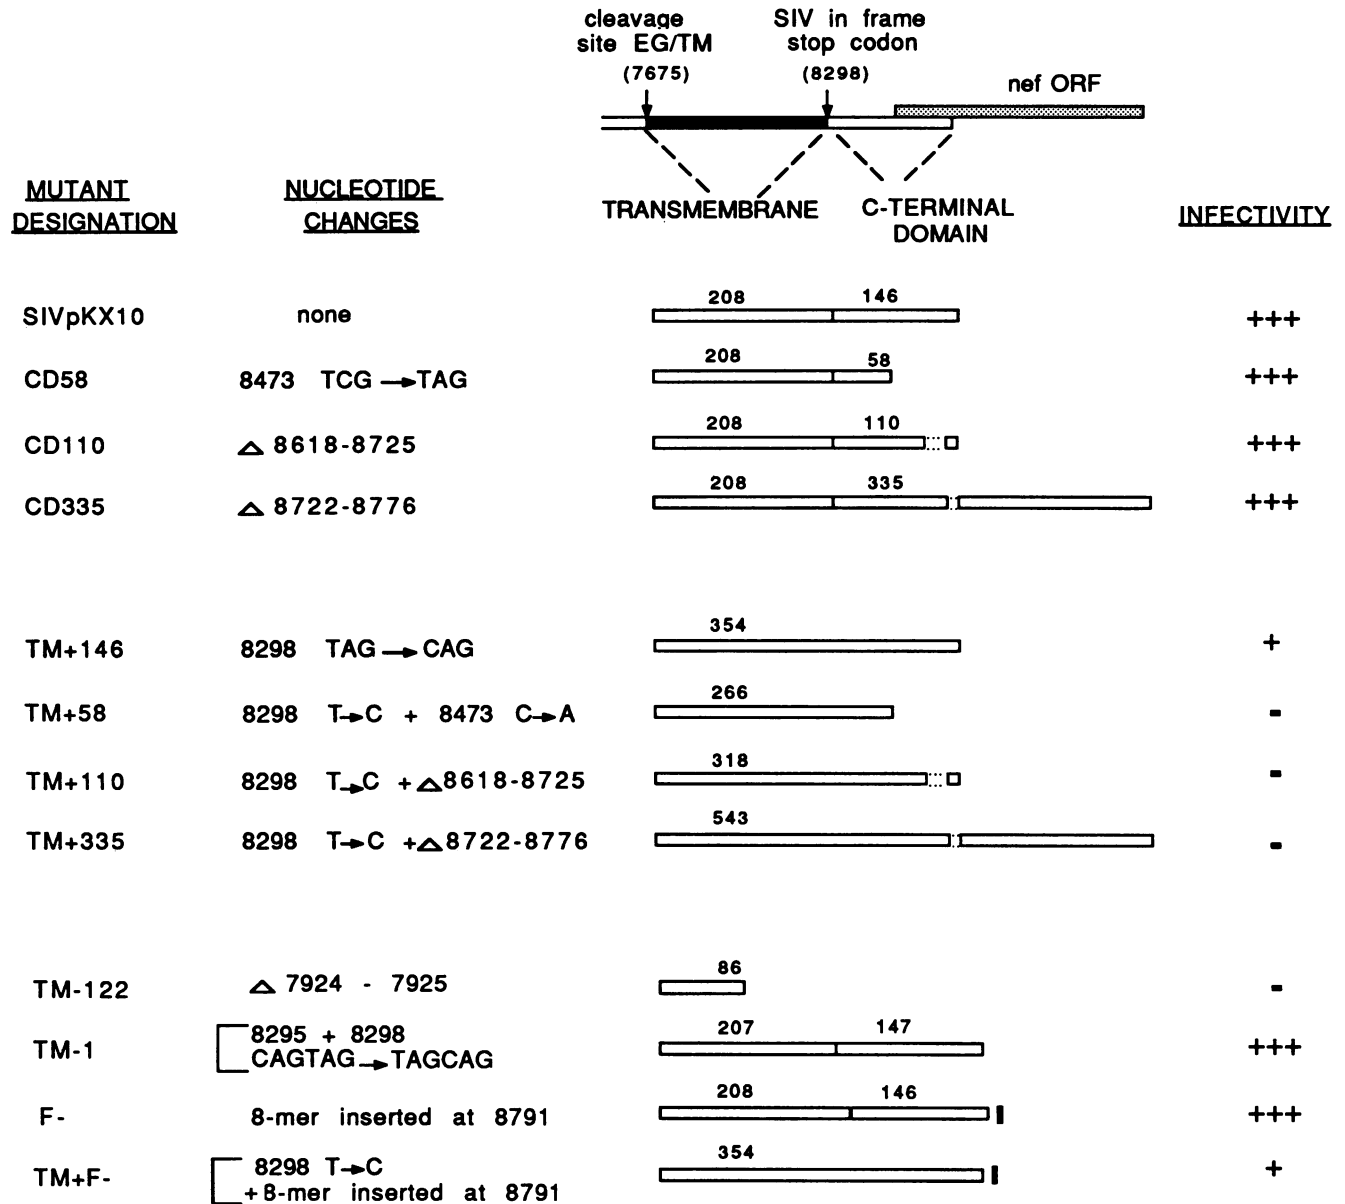 cleavage site EG/TM (7675)
SIV in frame stop codon (8298)
nef ORF
TRANSMEMBRANE
C-TERMINAL DOMAIN
MUTANT DESIGNATION
NUCLEOTIDE CHANGES
INFECTIVITY
SIVpKX10 none 208 146 +++
CD58 8473 TCG → TAG 208 58 +++
CD110 △ 8618-8725 208 110 +++
CD335 △ 8722-8776 208 335 +++
TM+146 8298 TAG → CAG 354 +
TM+58 8298 T→C + 8473 C→A 266 -
TM+110 8298 T→C +△8618-8725 318 -
TM+335 8298 T→C +△8722-8776 543 -
TM-122 △ 7924 - 7925 86 -
TM-1 8295 + 8298 CAGTAG → TAGCAG 207 147 +++
F- 8-mer inserted at 8791 208 146 +++
TM+F- 8298 T→C +8-mer inserted at 8791 354 +